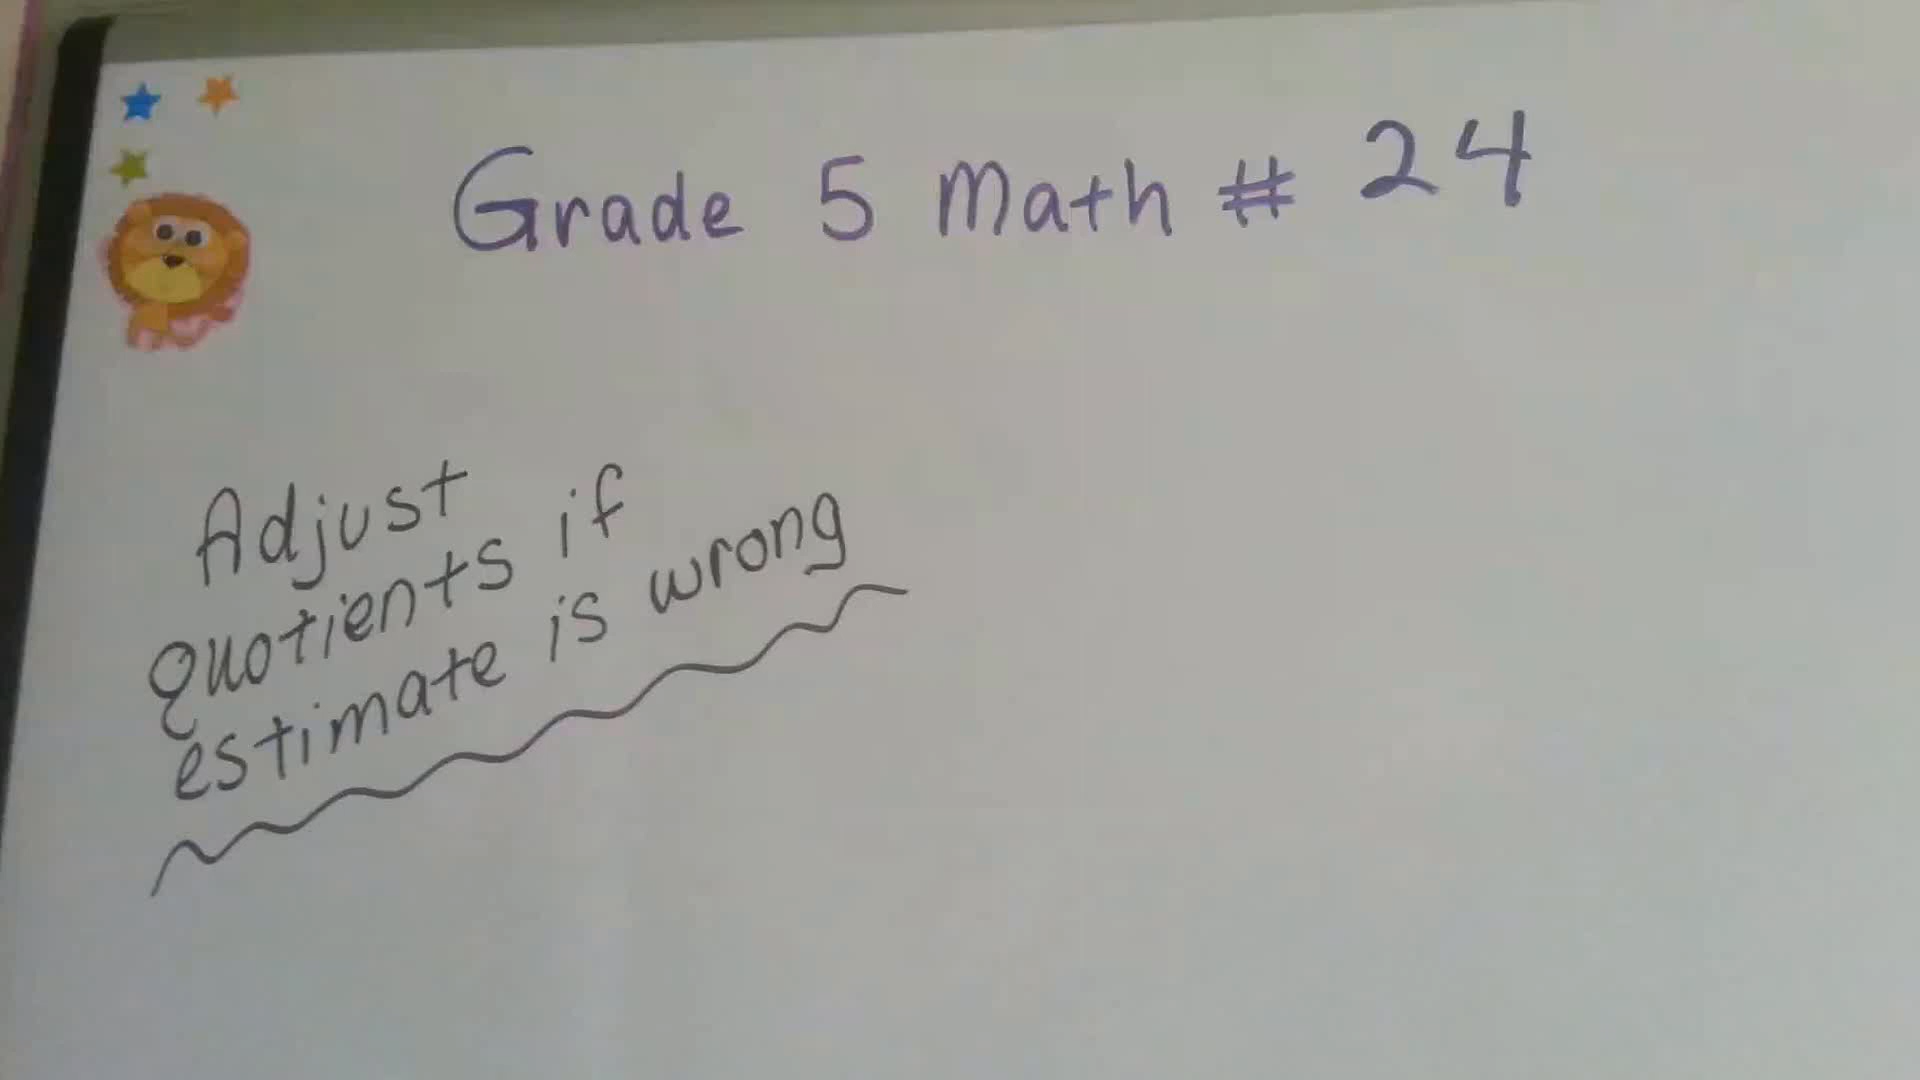 Grade 5 Math # 24
Adjust
quotients if
estimate is wrong